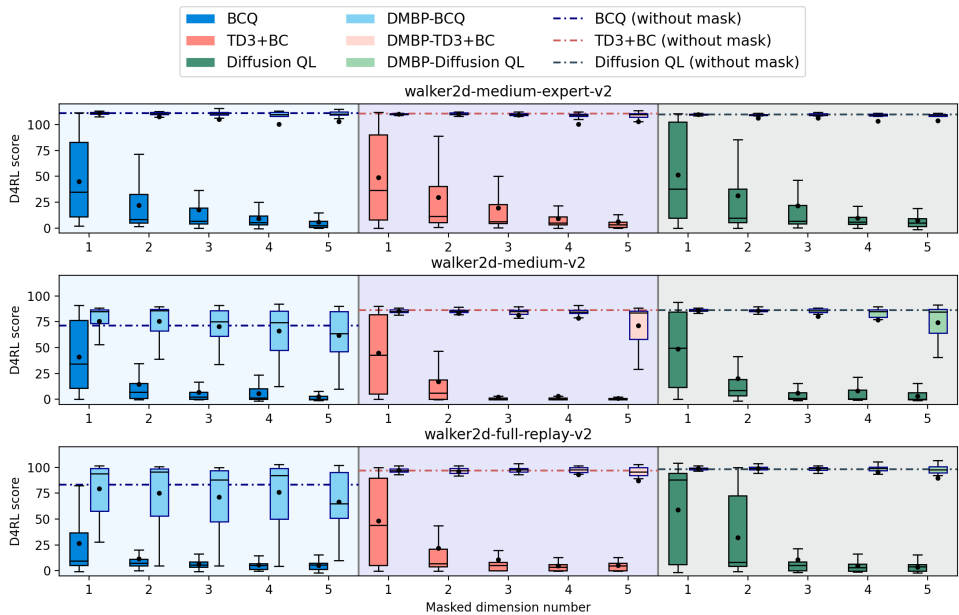 BCQ DMBP-BCQ BCQ (without mask)
TD3+BC DMBP-TD3+BC TD3+BC (without mask)
Diffusion QL DMBP-Diffusion QL Diffusion QL (without mask)
walker2d-medium-expert-v2
D4RL score
100
75
50
25
0
1 2 3 4 5 1 2 3 4 5 1 2 3 4 5
walker2d-medium-v2
D4RL score
100
75
50
25
0
1 2 3 4 5 1 2 3 4 5 1 2 3 4 5
walker2d-full-replay-v2
D4RL score
100
75
50
25
0
1 2 3 4 5 1 2 3 4 5 1 2 3 4 5
Masked dimension number